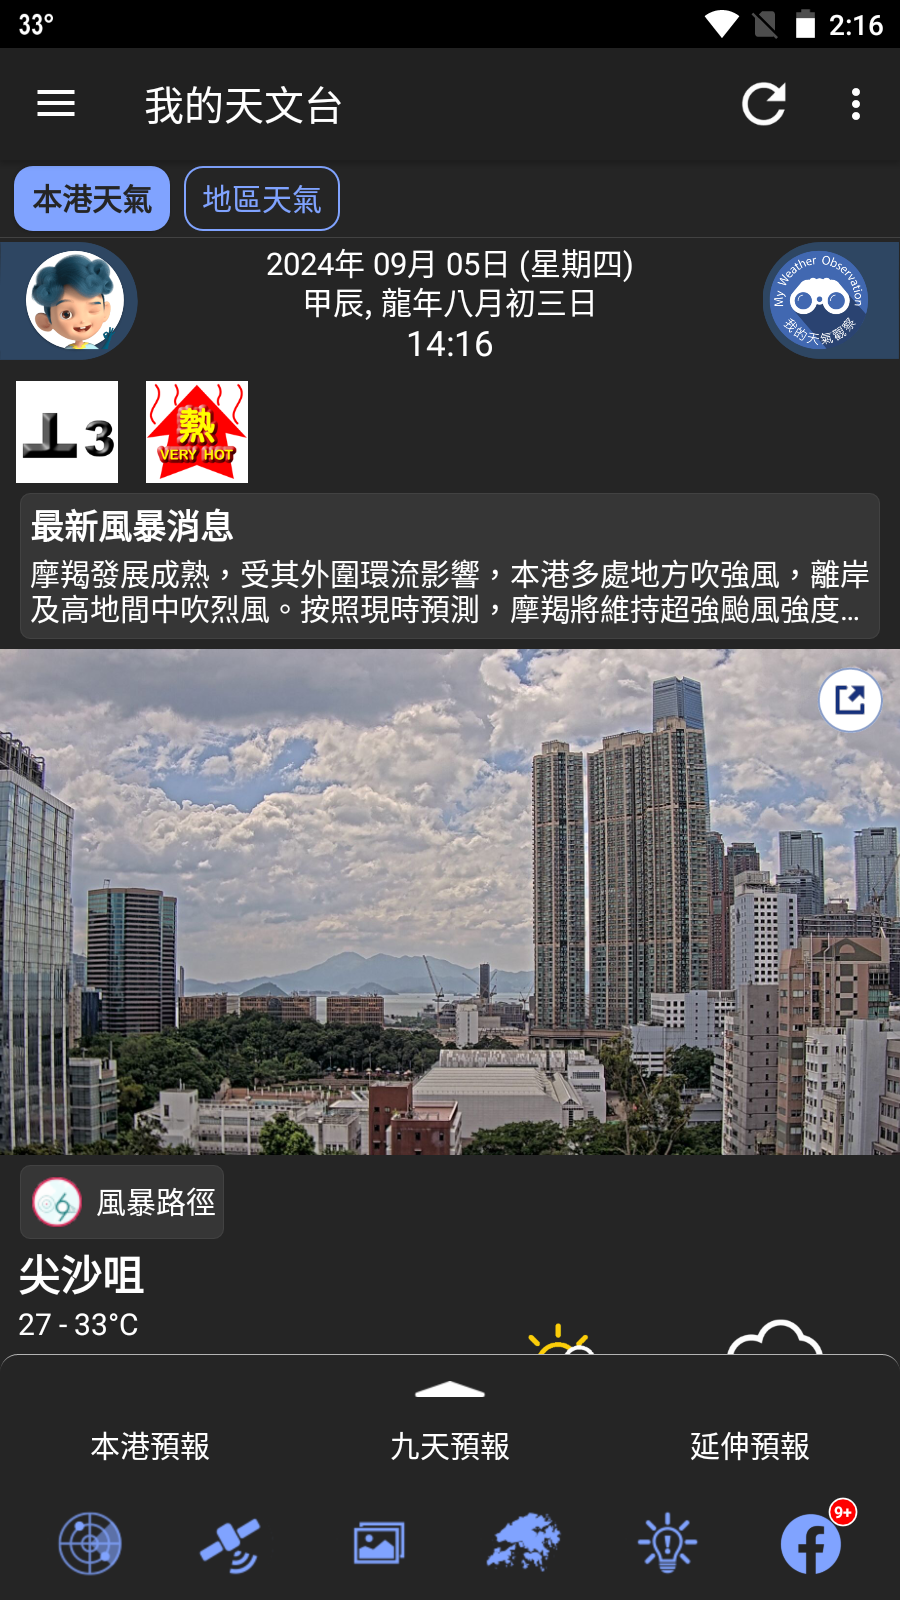 33°
2:16
我的天文台
本港天氣
地區天氣
2024年 09月 05日 (星期四)
甲辰, 龍年八月初三日
14:16
My Weather Observation
我的天氣觀察
3
熱
VERY HOT
最新風暴消息
摩羯發展成熟，受其外圍環流影響，本港多處地方吹強風，離岸
及高地間中吹烈風。按照現時預測，摩羯將維持超強颱風強度...
風暴路徑
尖沙咀
27 - 33°C
本港預報
九天預報
延伸預報
9+